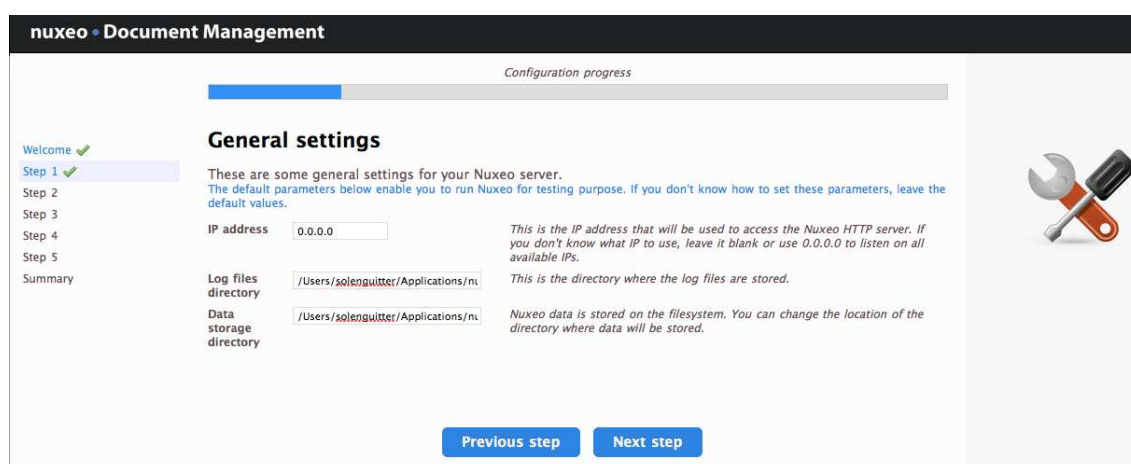 nuxeo • Document Management
Configuration progress
Welcome
Step 1
Step 2
Step 3
Step 4
Step 5
Summary
General settings
These are some general settings for your Nuxeo server.
The default parameters below enable you to run Nuxeo for testing purpose. If you don't know how to set these parameters, leave the
default values.
IP address
0.0.0.0
This is the IP address that will be used to access the Nuxeo HTTP server. If
you don't know what IP to use, leave it blank or use 0.0.0.0 to listen on all
available IPs.
Log files
directory
/Users/solenguitter/Applications/nu
This is the directory where the log files are stored.
Data
storage
directory
/Users/solenguitter/Applications/nu
Nuxeo data is stored on the filesystem. You can change the location of the
directory where data will be stored.
Previous step
Next step